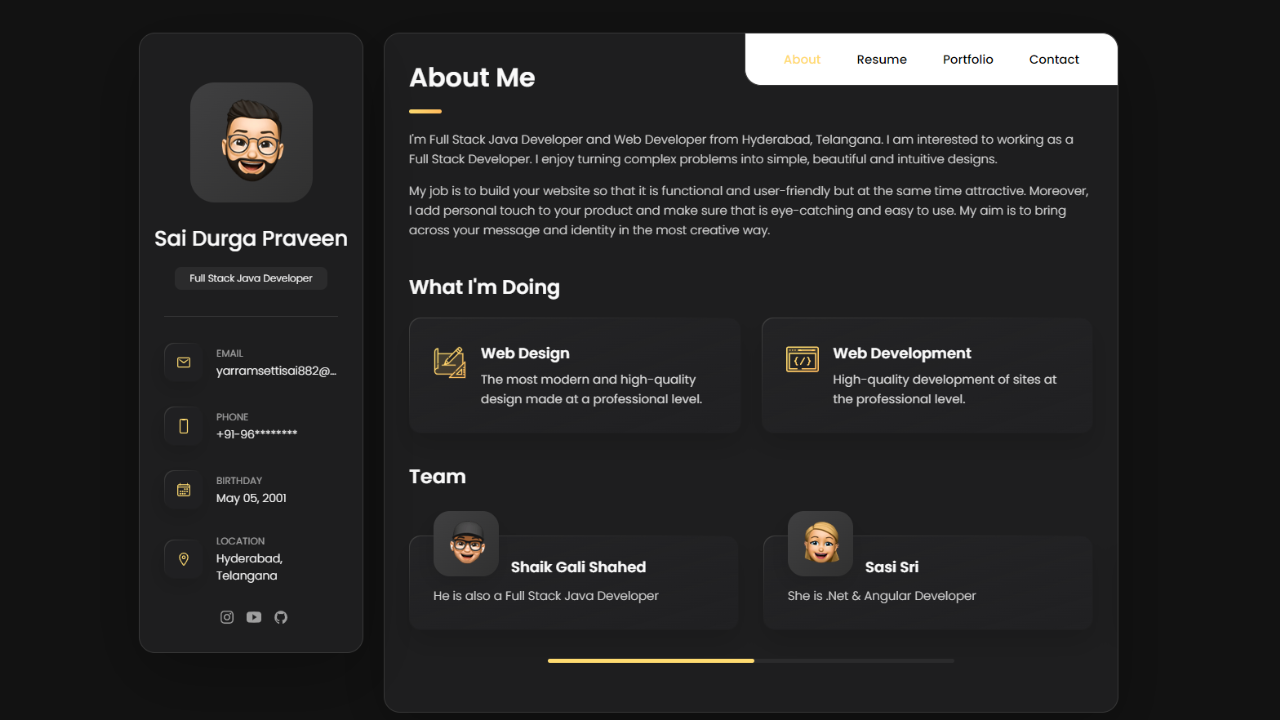 Sai Durga Praveen
Full Stack Java Developer
EMAIL
yarramsettisai882@...
PHONE
+91-96********
BIRTHDAY
May 05, 2001
LOCATION
Hyderabad,
Telangana
About Resume Portfolio Contact
About Me
I'm Full Stack Java Developer and Web Developer from Hyderabad, Telangana. I am interested to working as a
Full Stack Developer. I enjoy turning complex problems into simple, beautiful and intuitive designs.
My job is to build your website so that it is functional and user-friendly but at the same time attractive. Moreover,
I add personal touch to your product and make sure that is eye-catching and easy to use. My aim is to bring
across your message and identity in the most creative way.
What I'm Doing
Web Design
The most modern and high-quality
design made at a professional level.
Web Development
High-quality development of sites at
the professional level.
Team
Shaik Gali Shahed
He is also a Full Stack Java Developer
Sasi Sri
She is .Net & Angular Developer